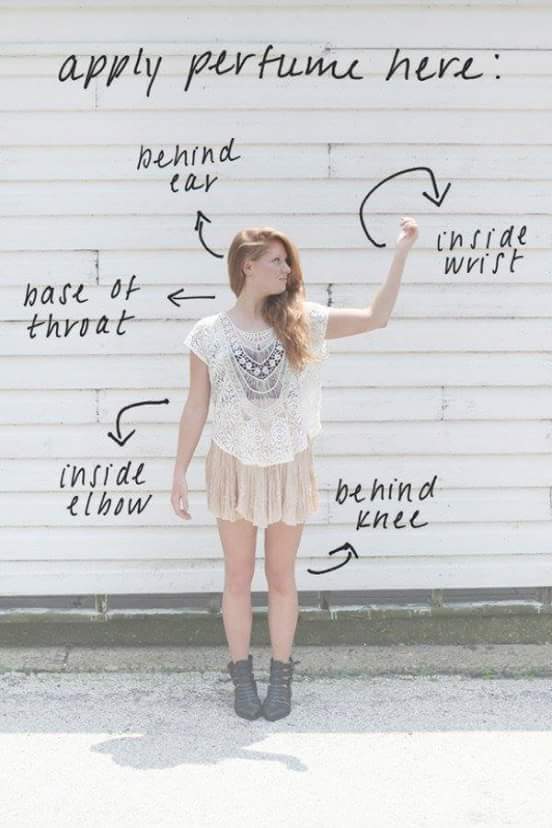 apply perfume here:
behind
ear
inside
wrist
base of
throat
inside
elbow
behind
knee